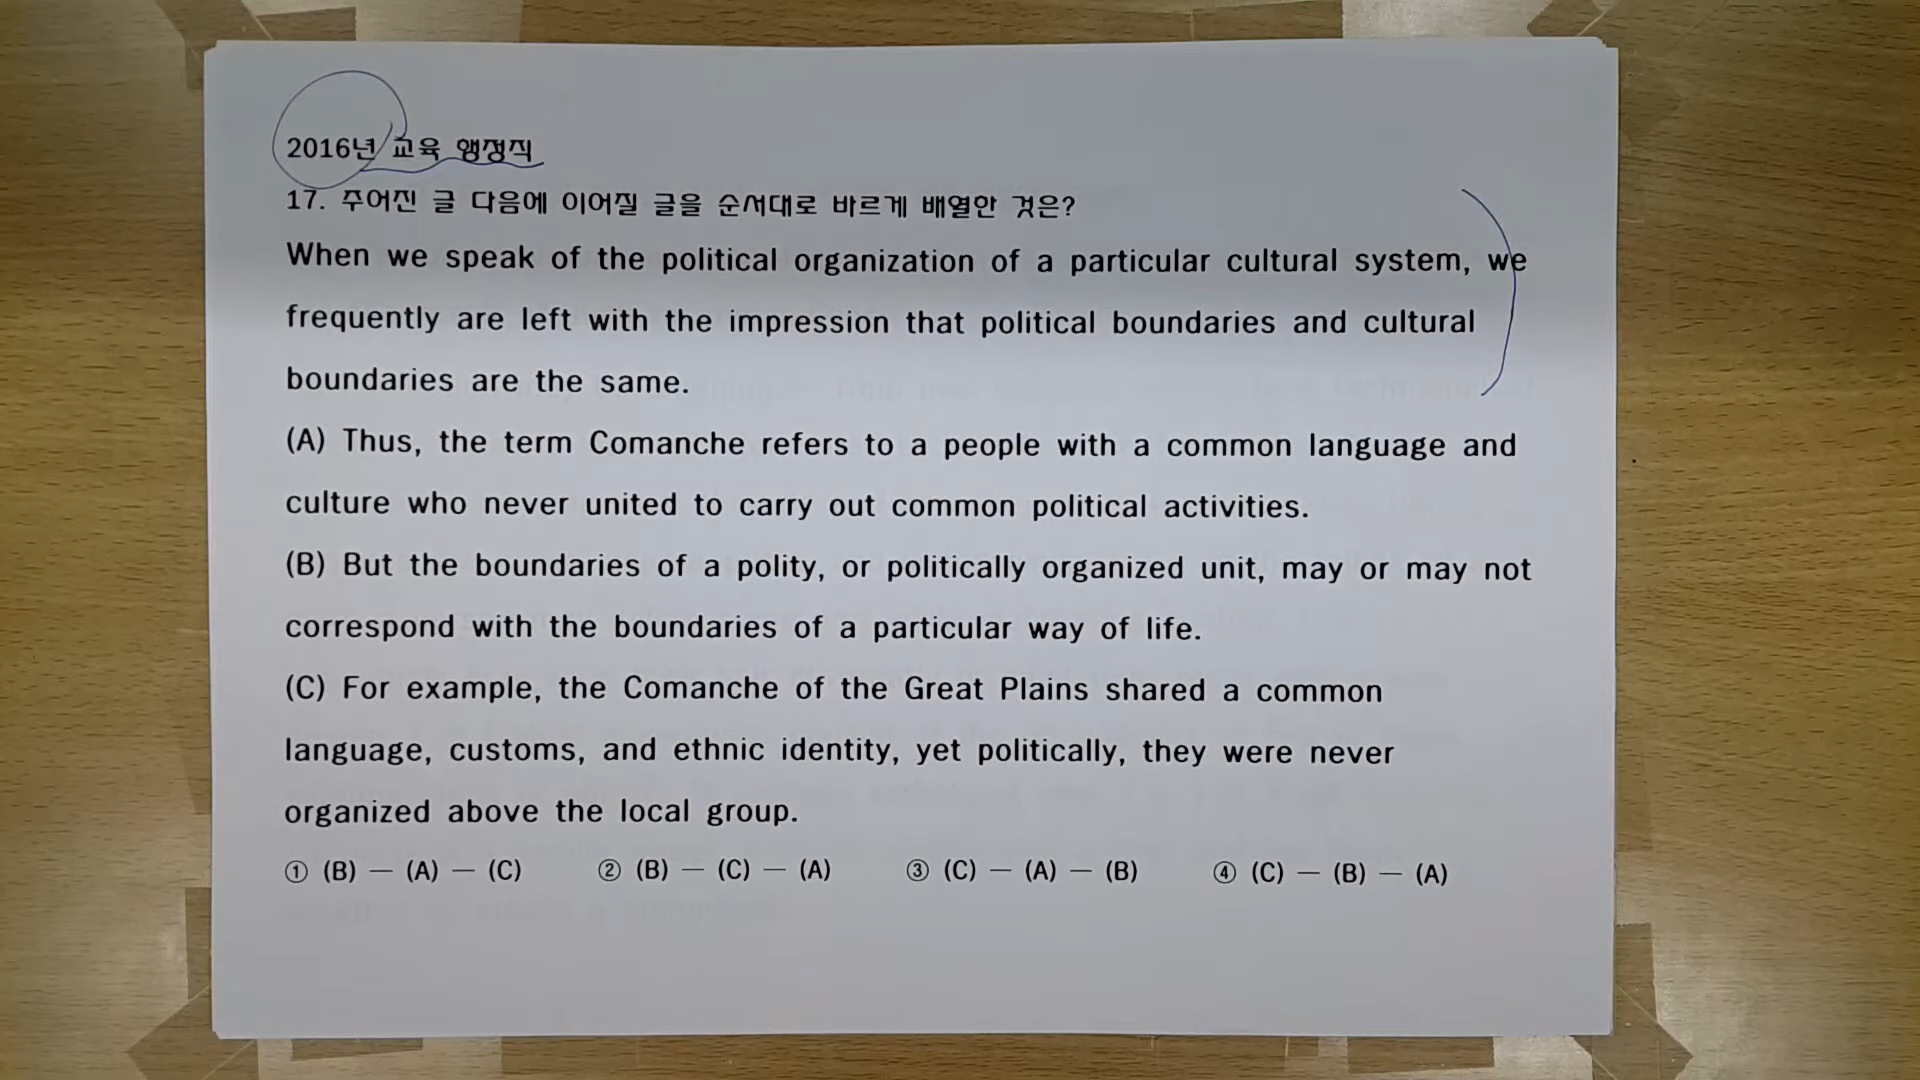 2016년 교육 행정직
17. 주어진 글 다음에 이어질 글을 순서대로 바르게 배열한 것은?
When we speak of the political organization of a particular cultural system, we
frequently are left with the impression that political boundaries and cultural
boundaries are the same.
(A) Thus, the term Comanche refers to a people with a common language and
culture who never united to carry out common political activities.
(B) But the boundaries of a polity, or politically organized unit, may or may not
correspond with the boundaries of a particular way of life.
(C) For example, the Comanche of the Great Plains shared a common
language, customs, and ethnic identity, yet politically, they were never
organized above the local group.
① (B) — (A) — (C) ② (B) — (C) — (A) ③ (C) — (A) — (B) ④ (C) — (B) — (A)